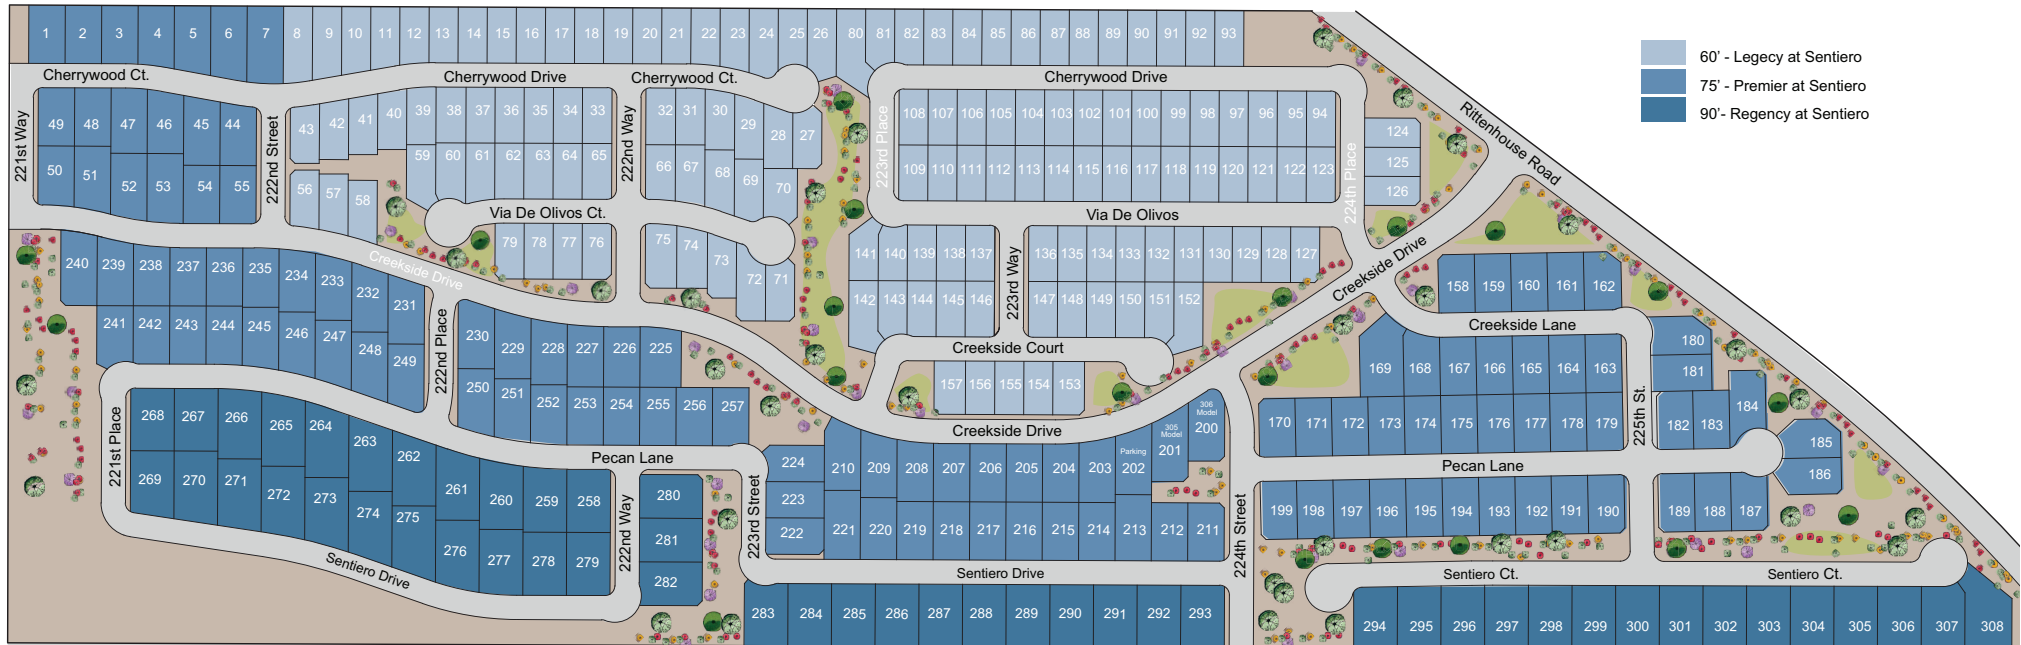 1 2 3 4 5 6 7 8 9 10 11 12 13 14 15 16 17 18 19 20 21 22 23 24 25 26 80 81 82 83 84 85 86 87 88 89 90 91 92 93
60' - Legacy at Sentiero
75' - Premier at Sentiero
90'- Regency at Sentiero
Cherrywood Ct.
Cherrywood Drive
Cherrywood Ct.
Cherrywood Drive
Rittenhouse Road
221st Way
222nd Street
222nd Way
223rd Place
224th Place
49 48 47 46 45 44
43 42 41 40 39 38 37 36 35 34 33
32 31 30 29 28 27
108 107 106 105 104 103 102 101 100 99 98 97 96 95 94
124
125
126
50 51 52 53 54 55
56 57 58
59 60 61 62 63 64 65
66 67 68 69 70
109 110 111 112 113 114 115 116 117 118 119 120 121 122 123
Via De Olivos Ct.
Via De Olivos
79 78 77 76
75 74 73 72 71
141 140 139 138 137
223rd Way
136 135 134 133 132 131 130 129 128 127
142 143 144 145 146
147 148 149 150 151 152
Creekside Drive
Creekside Drive
240 239 238 237 236 235 234 233 232 231
241 242 243 244 245 246 247 248 249
222nd Place
230 229 228 227 226 225
250 251 252 253 254 255 256 257
Creekside Court
157 156 155 154 153
Creekside Drive
158 159 160 161 162
Creekside Lane
169 168 167 166 165 164 163
170 171 172 173 174 175 176 177 178 179
225th St.
180
181
182 183 184
185
186
Pecan Lane
199 198 197 196 195 194 193 192 191 190
189 188 187
221st Place
268 267 266 265 264 263 262 261 260 259 258
269 270 271 272 273 274 275 276 277 278 279
Pecan Lane
222nd Way
280
281
282
223rd Street
224
223
222
210 209 208 207 206 205 204 203
Parking
202
305
Model
201
306
Model
200
221 220 219 218 217 216 215 214 213 212 211
224th Street
Sentiero Drive
Sentiero Drive
Sentiero Ct.
Sentiero Ct.
283 284 285 286 287 288 289 290 291 292 293
294 295 296 297 298 299 300 301 302 303 304 305 306 307 308